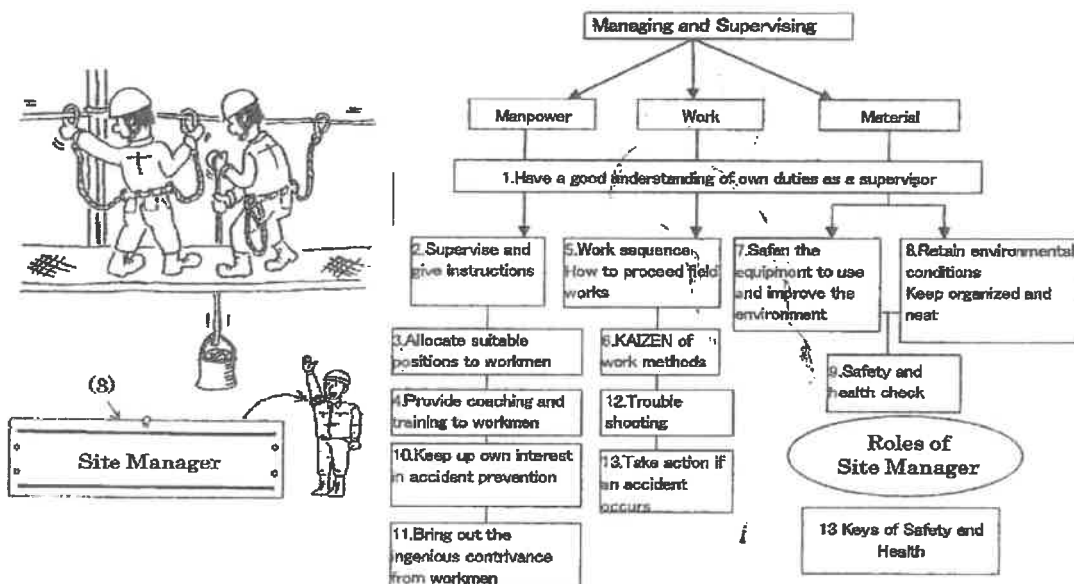 Managing and Supervising
Manpower
Work
Material
1.Have a good understanding of own duties as a supervisor
2.Supervise and
give instructions
5.Work sequence,
How to proceed field
works
7.Safen the
equipment to use
and improve the
environment
8.Retain environmental
conditions
Keep organized and
neat
3.Allocate suitable
positions to workmen
6.KAIZEN of
work methods
9.Safety and
health check
4.Provide coaching and
training to workmen
12.Trouble
shooting
10.Keep up own interest
in accident prevention
13.Take action if
an accident
occurs
11.Bring out the
ingenious contrivance
from workmen
(8)
Site Manager
Roles of
Site Manager
13 Keys of Safety and
Health
i